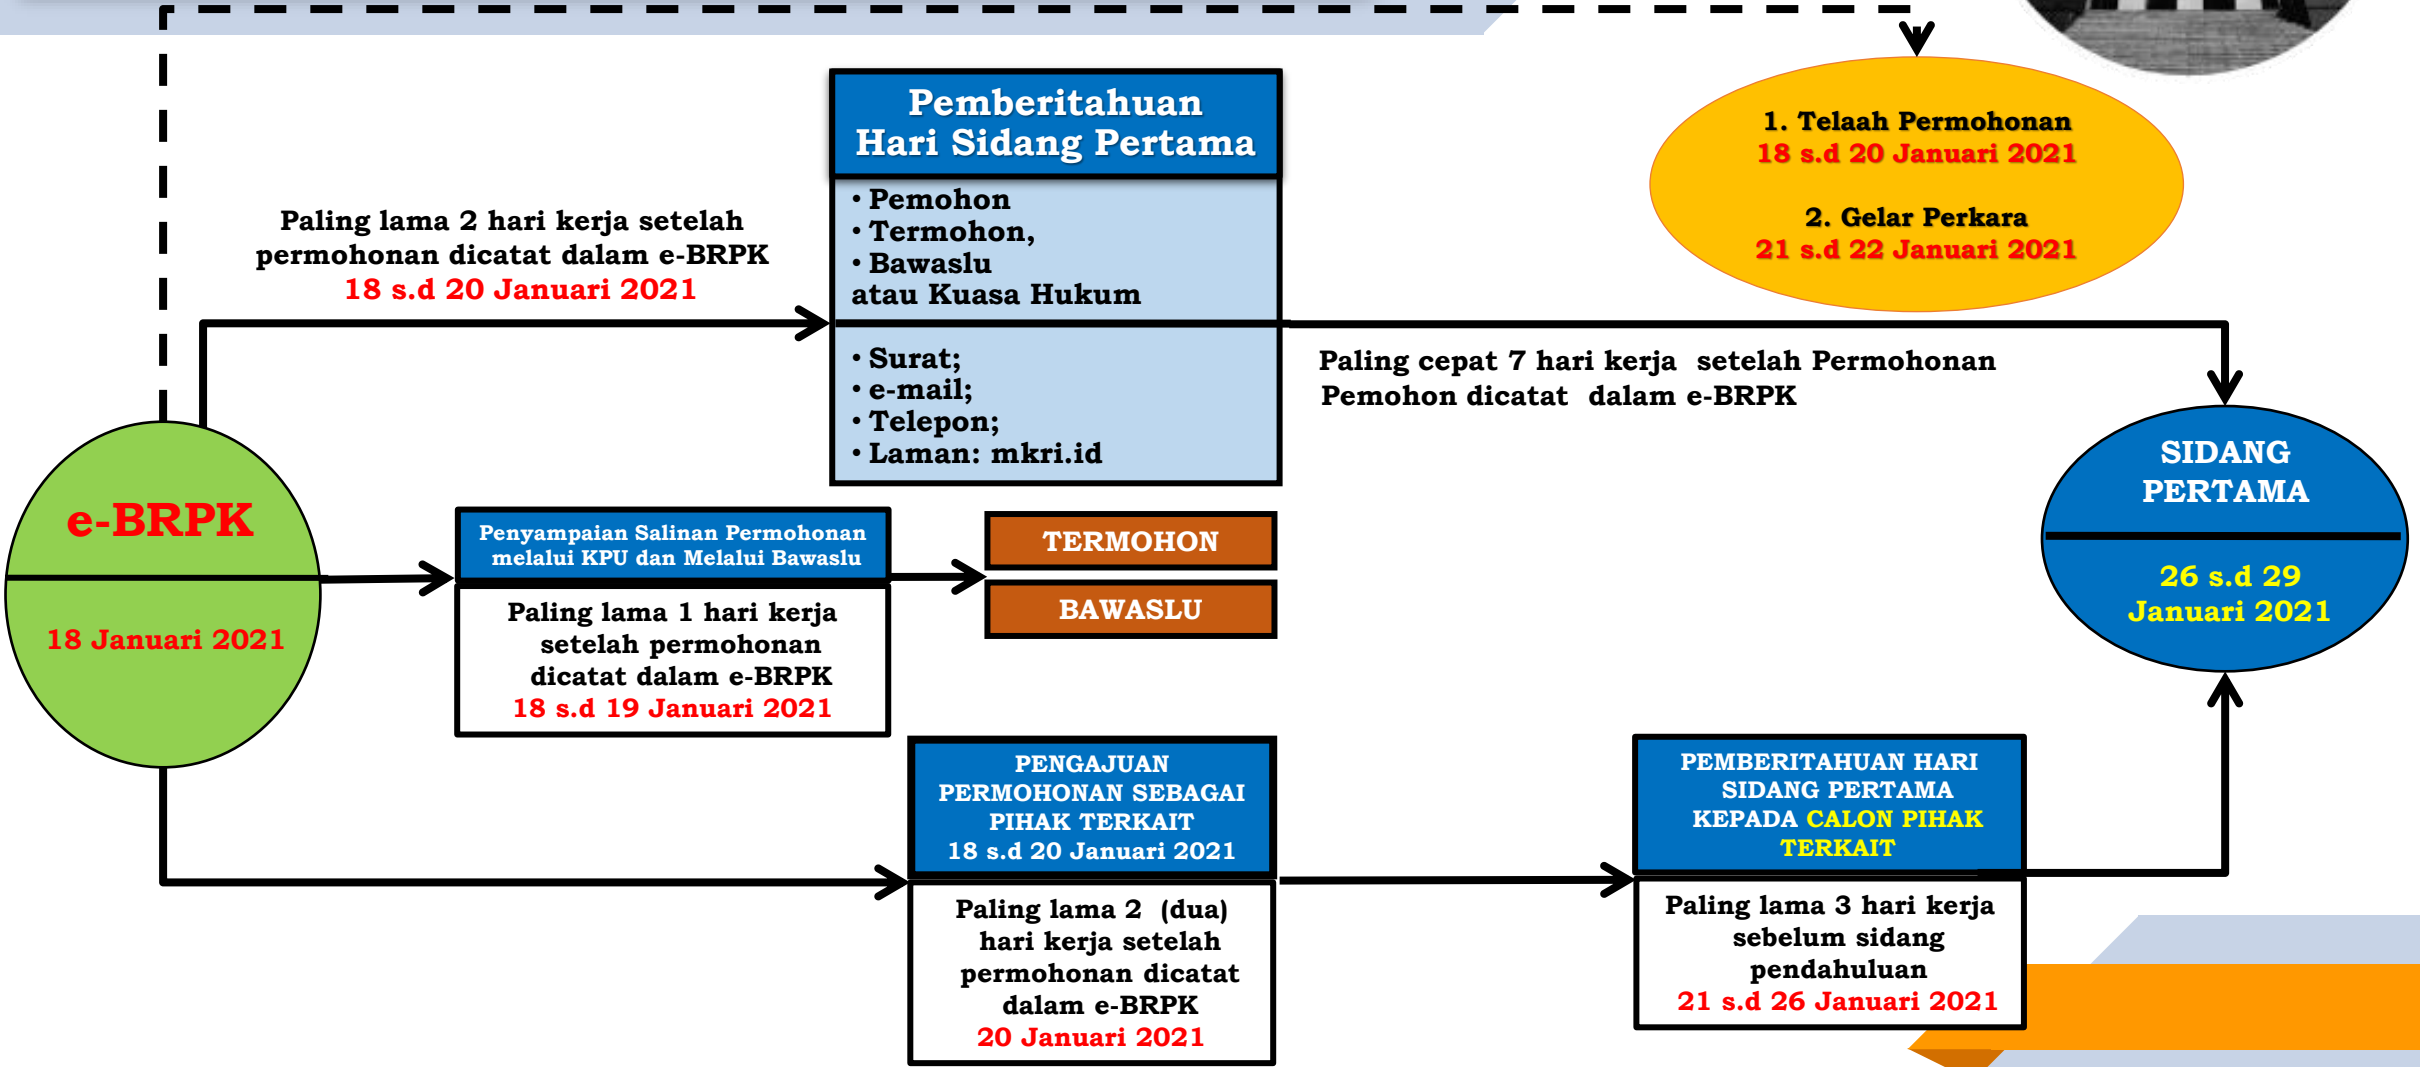 Pemberitahuan
Hari Sidang Pertama
• Pemohon
• Termohon,
• Bawaslu
atau Kuasa Hukum
• Surat;
• e-mail;
• Telepon;
• Laman: mkri.id
1. Telaah Permohonan
18 s.d 20 Januari 2021
2. Gelar Perkara
21 s.d 22 Januari 2021
Paling lama 2 hari kerja setelah
permohonan dicatat dalam e-BRPK
18 s.d 20 Januari 2021
Paling cepat 7 hari kerja setelah Permohonan
Pemohon dicatat dalam e-BRPK
e-BRPK
18 Januari 2021
Penyampaian Salinan Permohonan
melalui KPU dan Melalui Bawaslu
Paling lama 1 hari kerja
setelah permohonan
dicatat dalam e-BRPK
18 s.d 19 Januari 2021
TERMOHON
BAWASLU
SIDANG
PERTAMA
26 s.d 29
Januari 2021
PENGAJUAN
PERMOHONAN SEBAGAI
PIHAK TERKAIT
18 s.d 20 Januari 2021
Paling lama 2 (dua)
hari kerja setelah
permohonan dicatat
dalam e-BRPK
20 Januari 2021
PEMBERITAHUAN HARI
SIDANG PERTAMA
KEPADA CALON PIHAK
TERKAIT
Paling lama 3 hari kerja
sebelum sidang
pendahuluan
21 s.d 26 Januari 2021